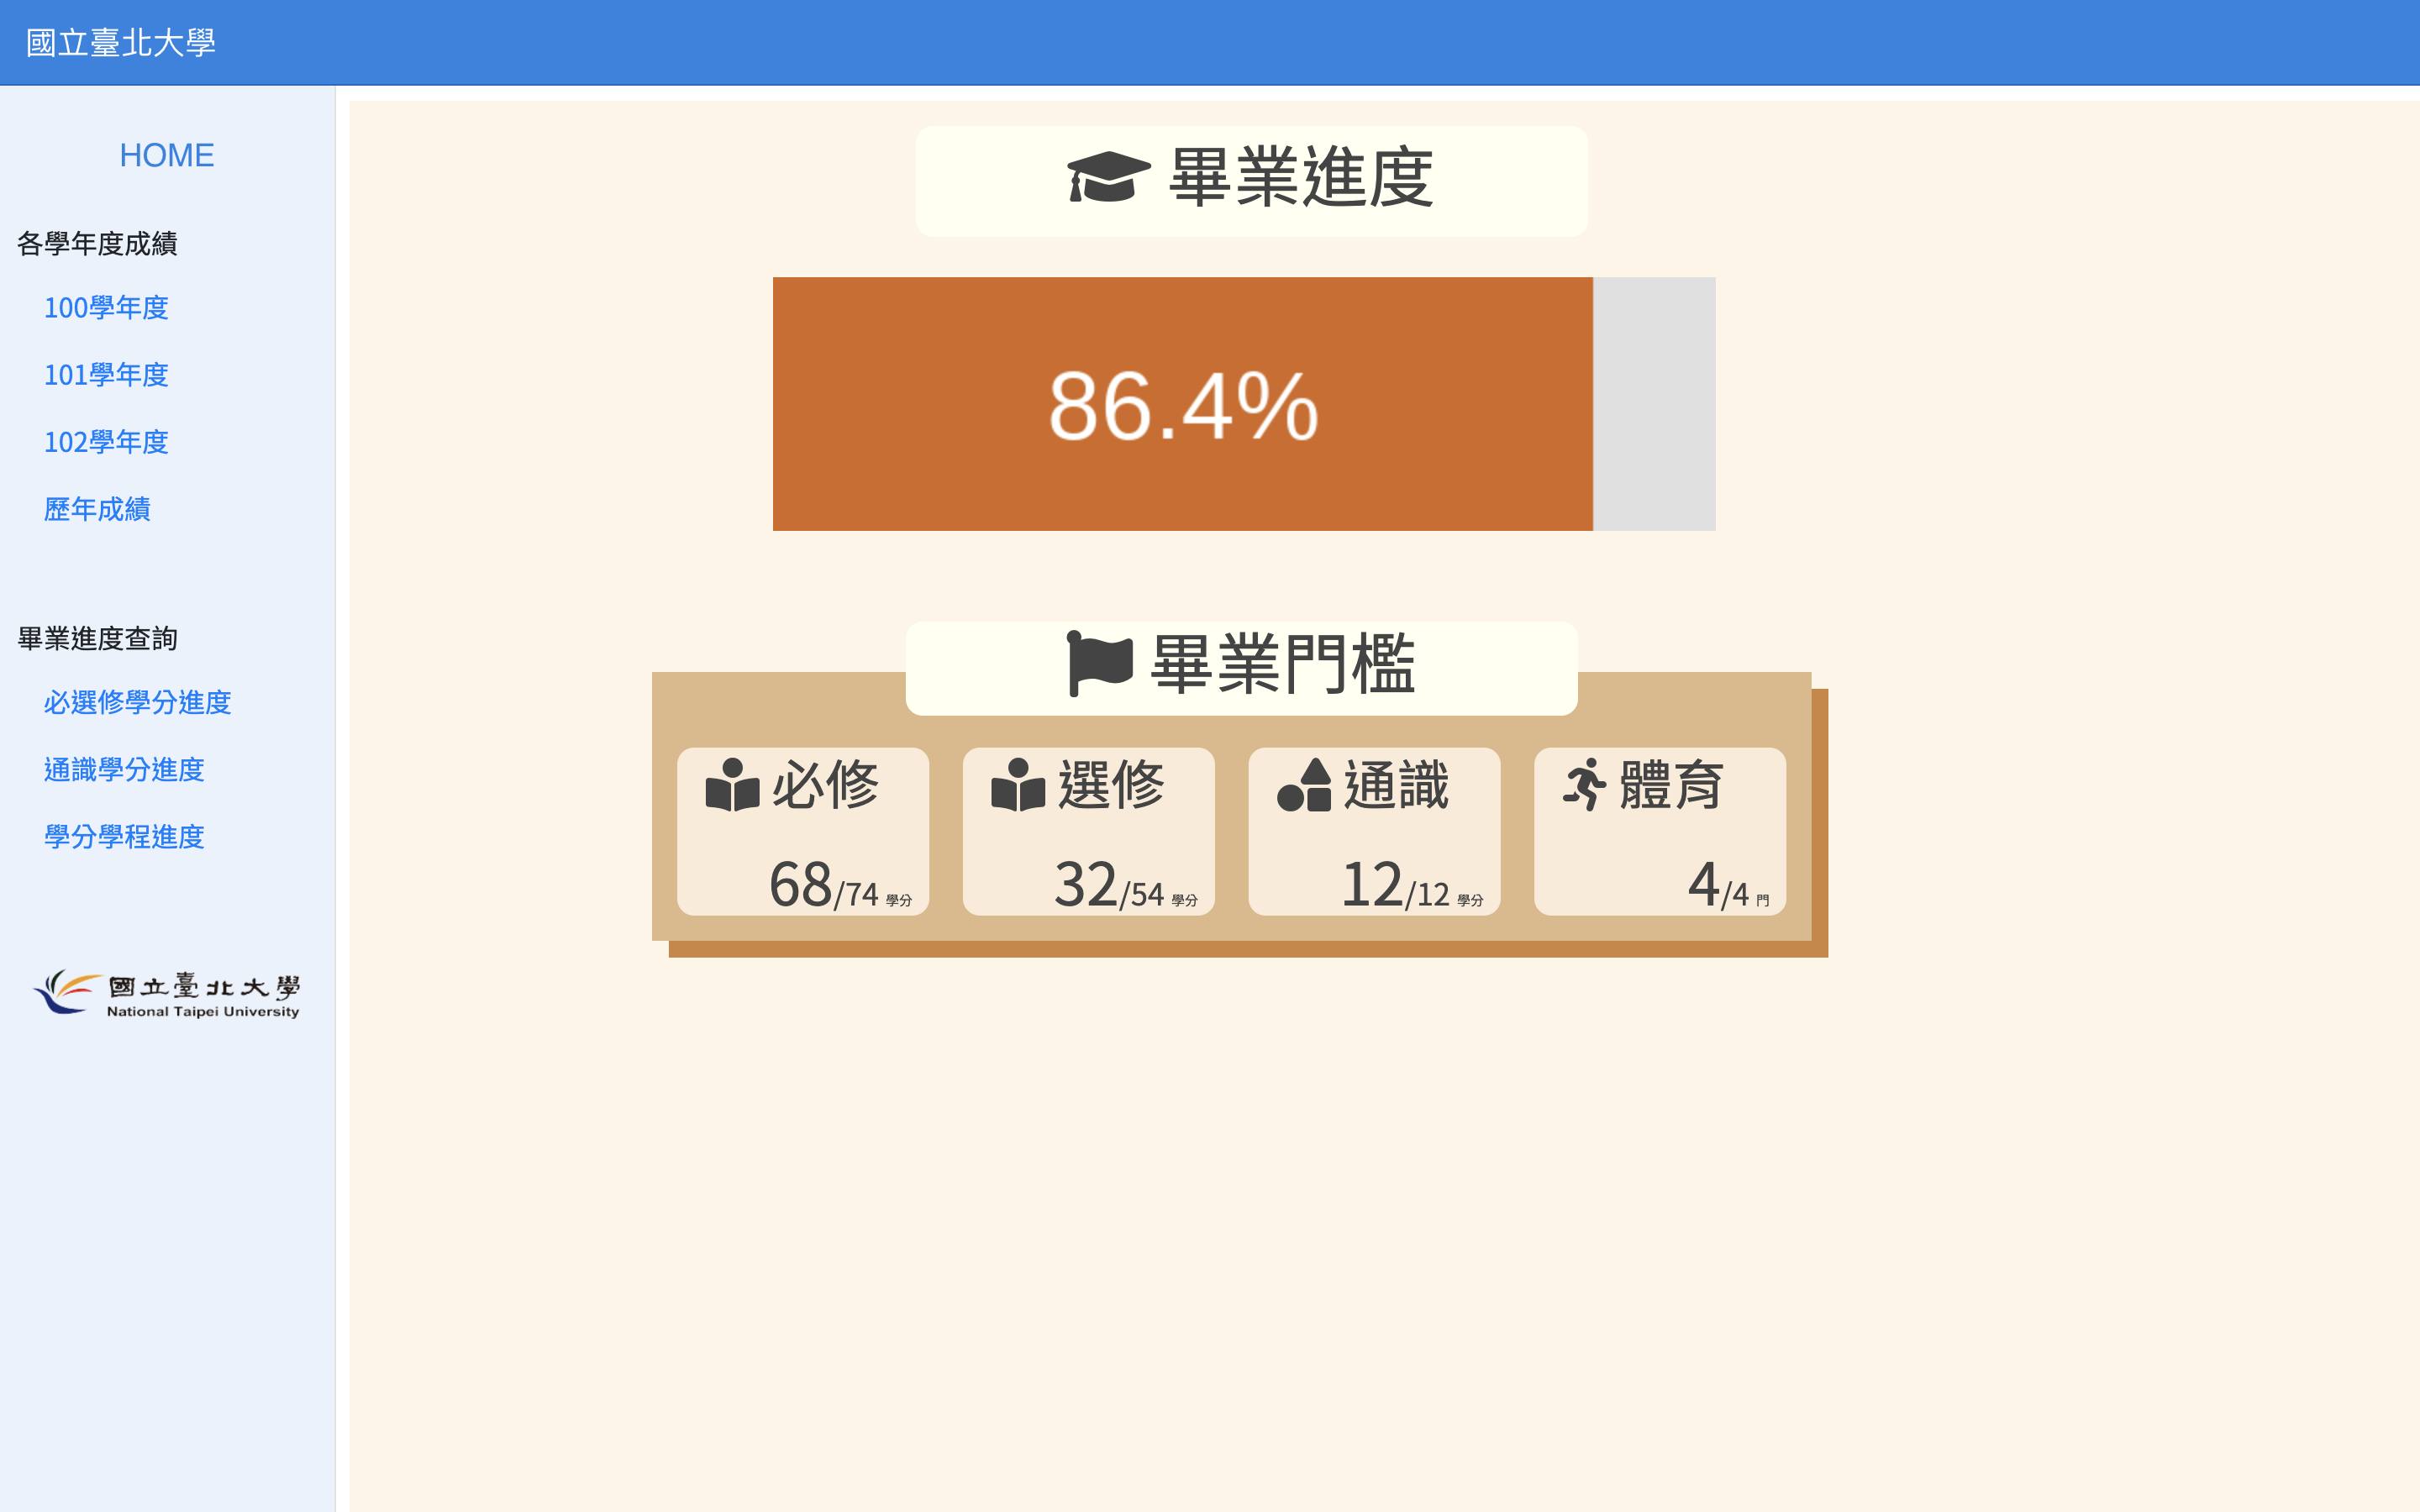 國立臺北大學
HOME
各學年度成績
100學年度
101學年度
102學年度
歷年成績
畢業進度查詢
必選修學分進度
通識學分進度
學分學程進度
國立臺北大學
National Taipei University
畢業進度
86.4%
畢業門檻
必修
68/74 學分
選修
32/54 學分
通識
12/12 學分
體育
4/4 門